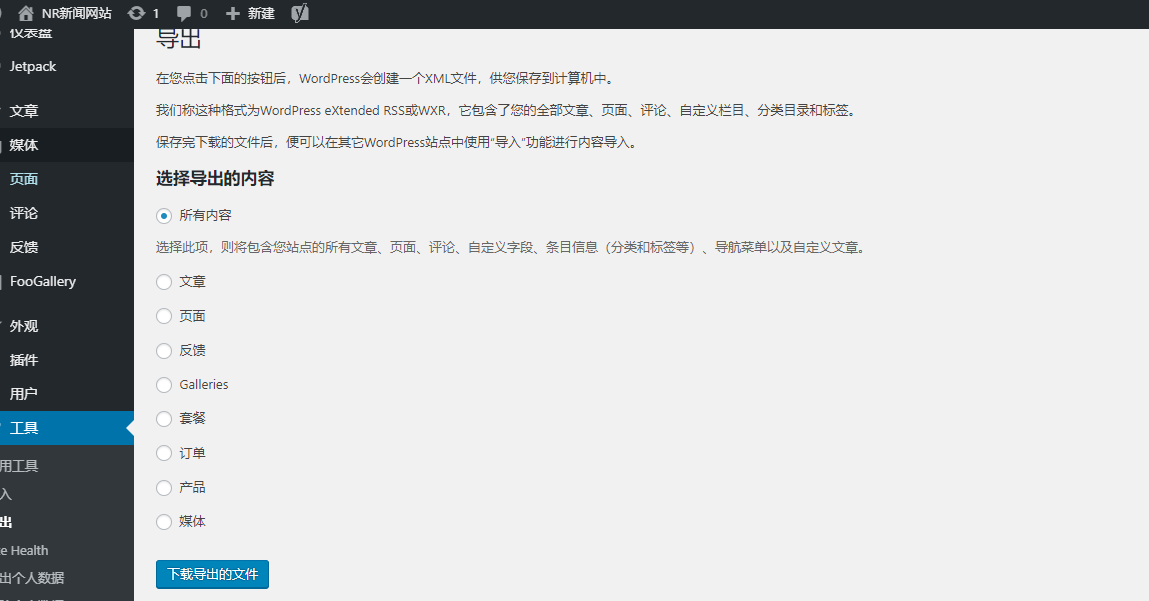 NR新闻网站 1 0 新建
仪表盘
Jetpack
文章
媒体
页面
评论
反馈
FooGallery
外观
插件
用户
工具
用工具
入
出
e Health
出个人数据
导出
在您点击下面的按钮后，WordPress会创建一个XML文件，供您保存到计算机中。
我们称这种格式为WordPress eXtended RSS或WXR，它包含了您的全部文章、页面、评论、自定义栏目、分类目录和标签。
保存完下载的文件后，便可以在其它WordPress站点中使用“导入”功能进行内容导入。
选择导出的内容
所有内容
选择此项，则将包含您站点的所有文章、页面、评论、自定义字段、条目信息（分类和标签等）、导航菜单以及自定义文章。
文章
页面
反馈
Galleries
套餐
订单
产品
媒体
下载导出的文件